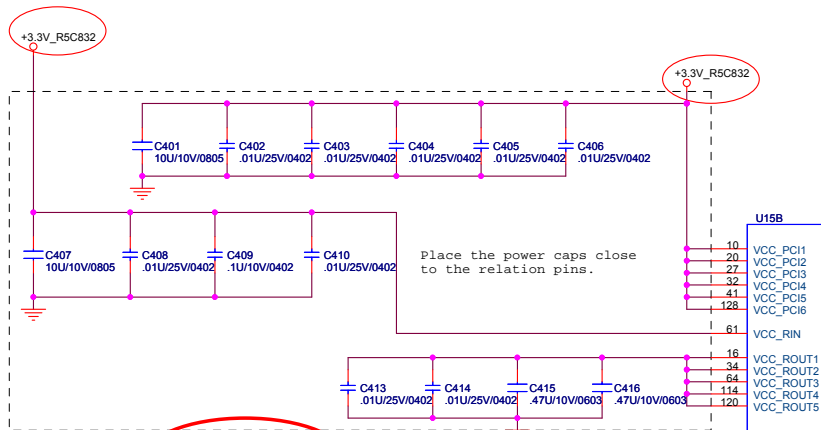 +3.3V_R5C832
+3.3V_R5C832
C401
10U/10V/0805
C402
.01U/25V/0402
C403
.01U/25V/0402
C404
.01U/25V/0402
C405
.01U/25V/0402
C406
.01U/25V/0402
C407
10U/10V/0805
C408
.01U/25V/0402
C409
.1U/10V/0402
C410
.01U/25V/0402
Place the power caps close
to the relation pins.
U15B
10 VCC_PCI1
20 VCC_PCI2
27 VCC_PCI3
32 VCC_PCI4
41 VCC_PCI5
128 VCC_PCI6
61 VCC_RIN
16 VCC_ROUT1
34 VCC_ROUT2
64 VCC_ROUT3
114 VCC_ROUT4
120 VCC_ROUT5
C413
.01U/25V/0402
C414
.01U/25V/0402
C415
.47U/10V/0603
C416
.47U/10V/0603